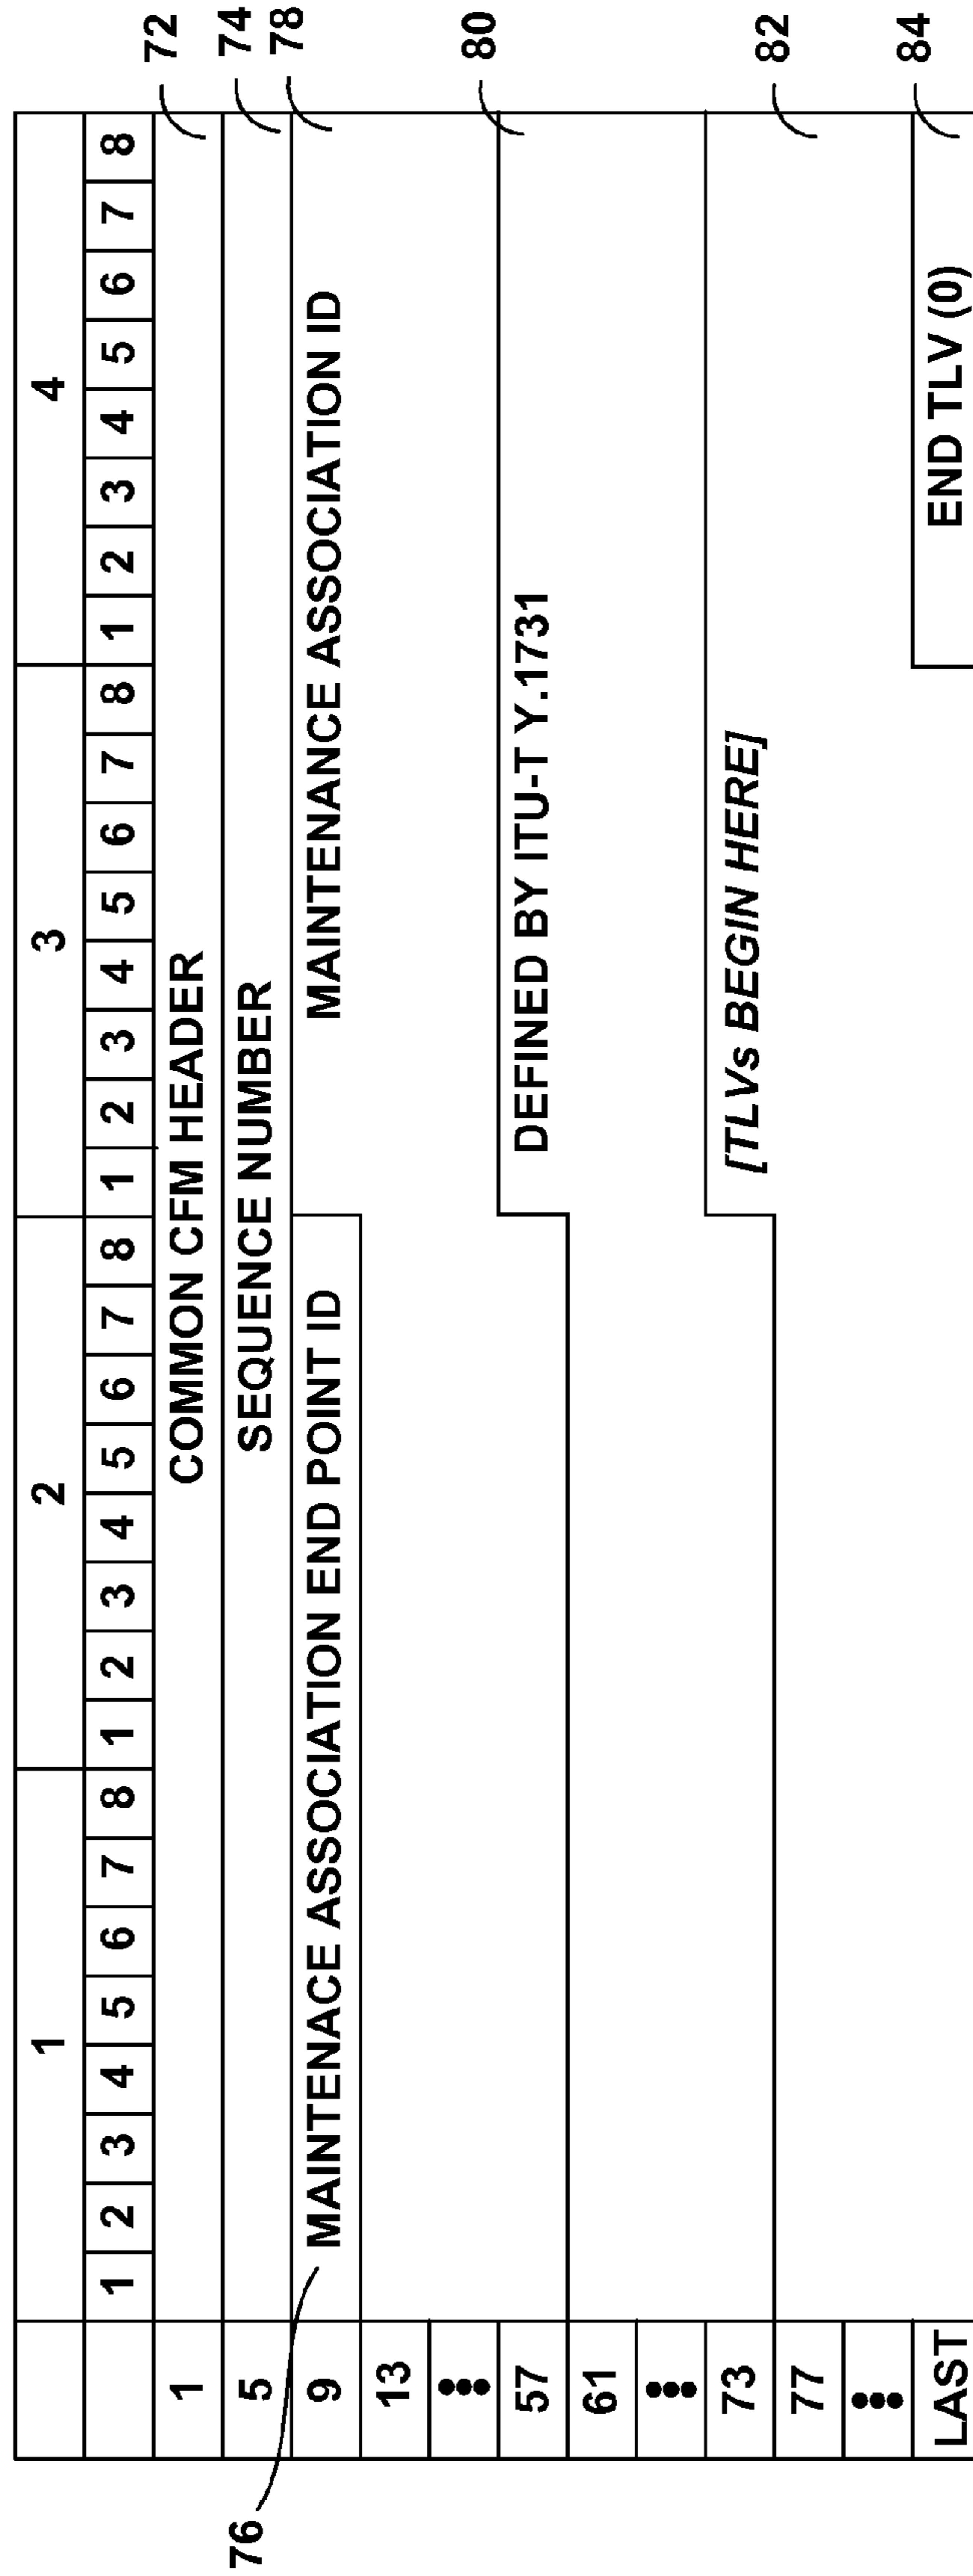 1 2 3 4
1 2 3 4 5 6 7 8 1 2 3 4 5 6 7 8 1 2 3 4 5 6 7 8 1 2 3 4 5 6 7 8
1 COMMON CFM HEADER 72
5 SEQUENCE NUMBER 74
76 9 MAINTENACE ASSOCIATION END POINT ID MAINTENANCE ASSOCIATION ID 78
13
•••
57 DEFINED BY ITU-T Y.1731 80
61
•••
73 [TLVs BEGIN HERE] 82
77
•••
LAST END TLV (0) 84